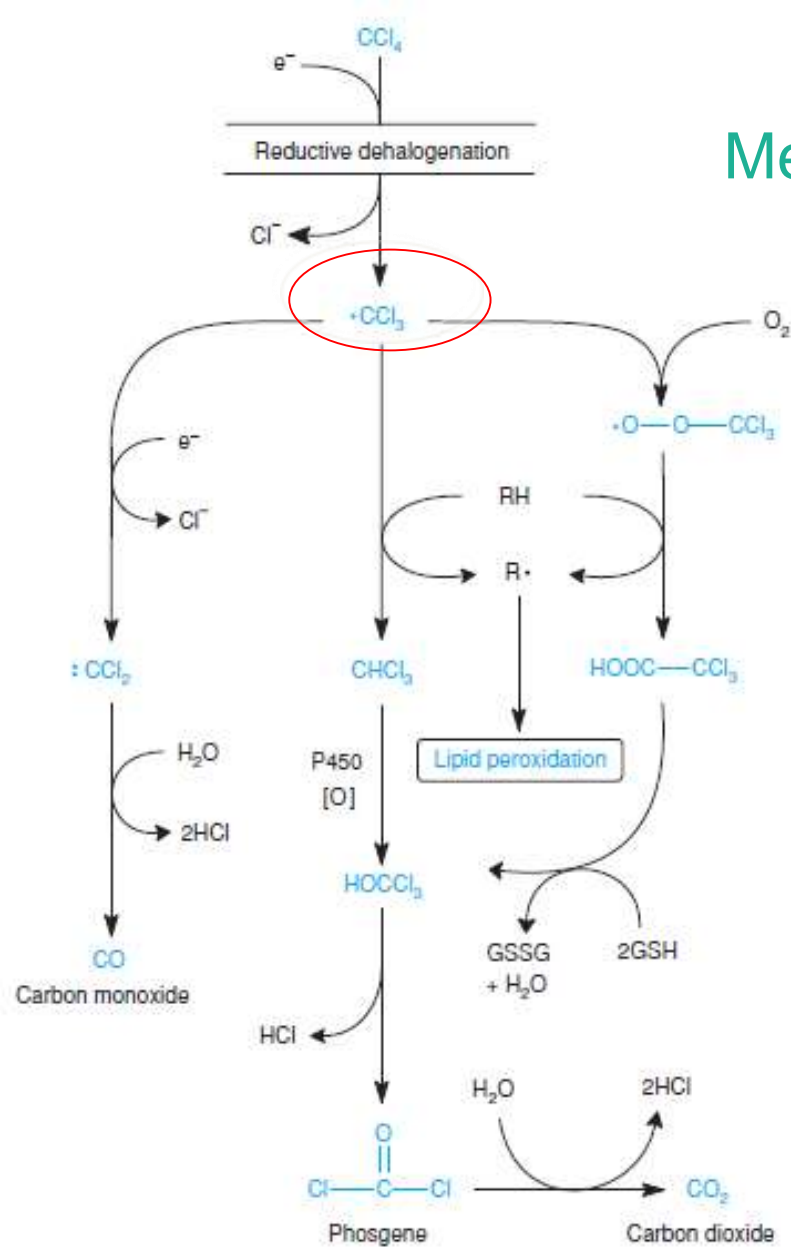 CCl₄
e⁻
Me
Reductive dehalogenation
Cl⁻
•CCl₃
O₂
•O—O—CCl₃
e⁻
Cl⁻
RH
R•
:CCl₂
CHCl₃
HOOC—CCl₃
H₂O
P450
[O]
Lipid peroxidation
2HCl
HOCCl₃
CO
Carbon monoxide
GSSG
+ H₂O
2GSH
HCl
H₂O
2HCl
O
Cl—C—Cl
CO₂
Phosgene
Carbon dioxide